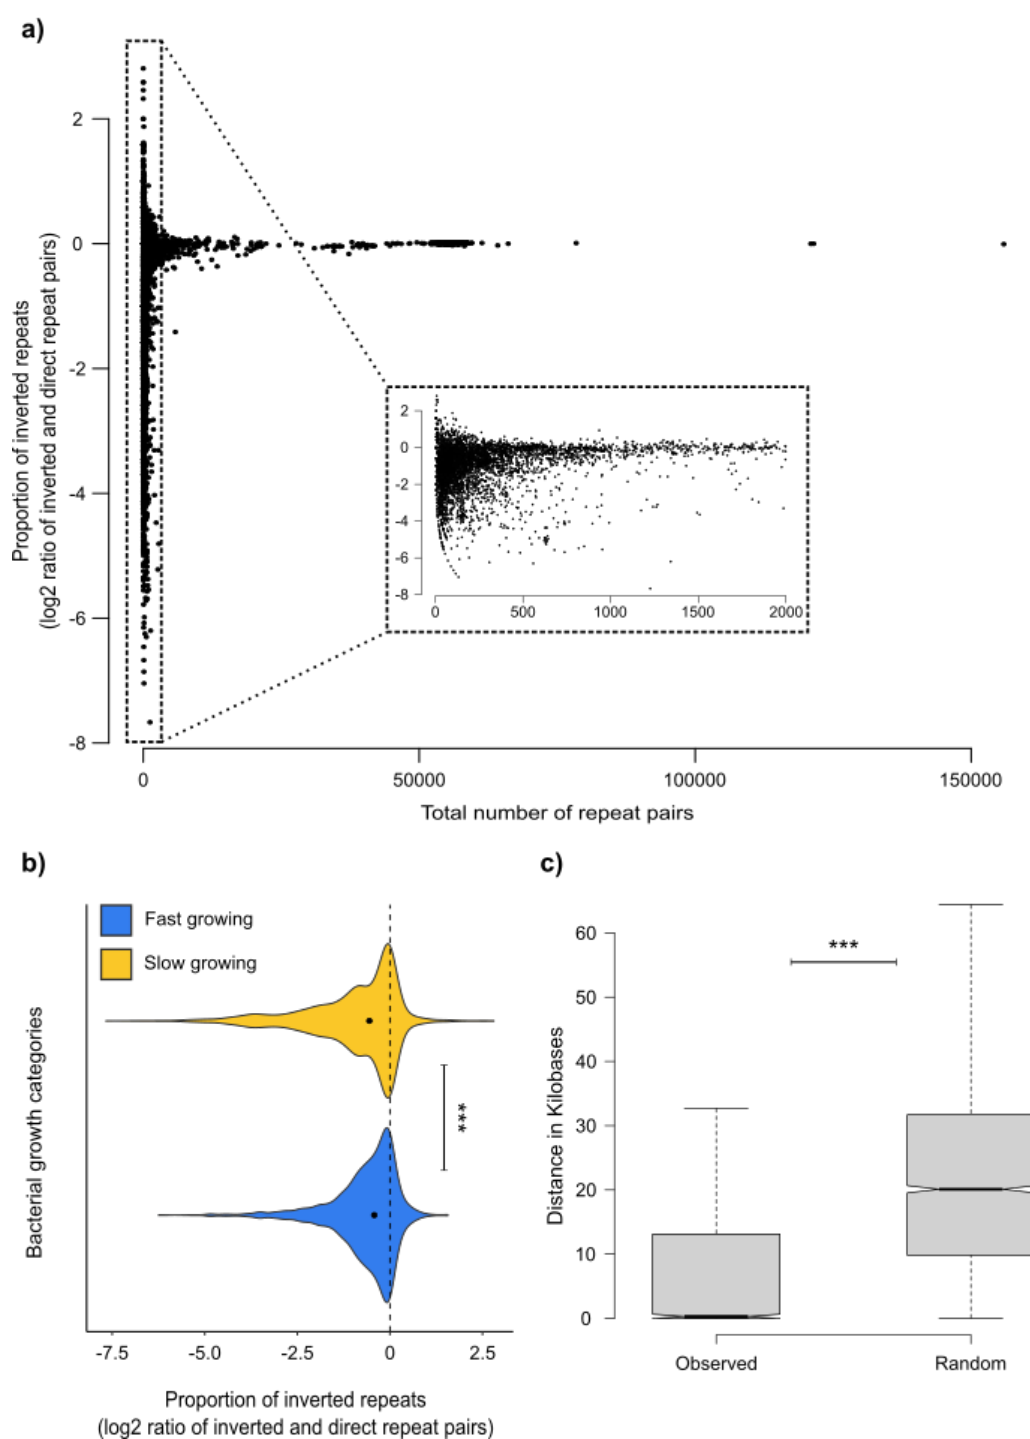 a)
Proportion of inverted repeats
(log2 ratio of inverted and direct repeat pairs)
2
0
-2
-4
-6
-8
2
0
-2
-4
-6
-8
0 500 1000 1500 2000
0 50000 100000 150000
Total number of repeat pairs
b)
Fast growing
Slow growing
Bacterial growth categories
***
-7.5 -5.0 -2.5 0 2.5
Proportion of inverted repeats
(log2 ratio of inverted and direct repeat pairs)
c)
Distance in Kilobases
60
50
40
30
20
10
0
***
Observed Random